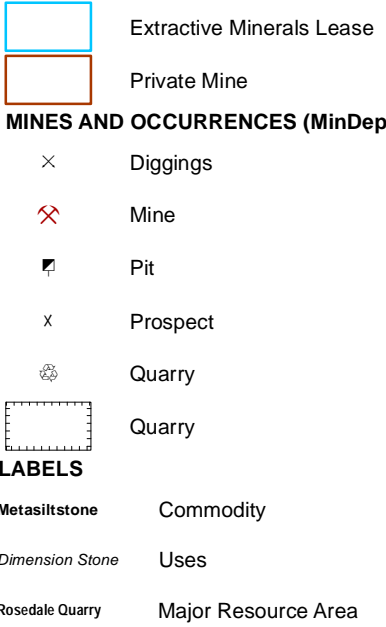 Extractive Minerals Lease
Private Mine
MINES AND OCCURRENCES (MinDep
Diggings
Mine
Pit
X Prospect
Quarry
Quarry
LABELS
Metasiltstone Commodity
Dimension Stone Uses
Rosedale Quarry Major Resource Area